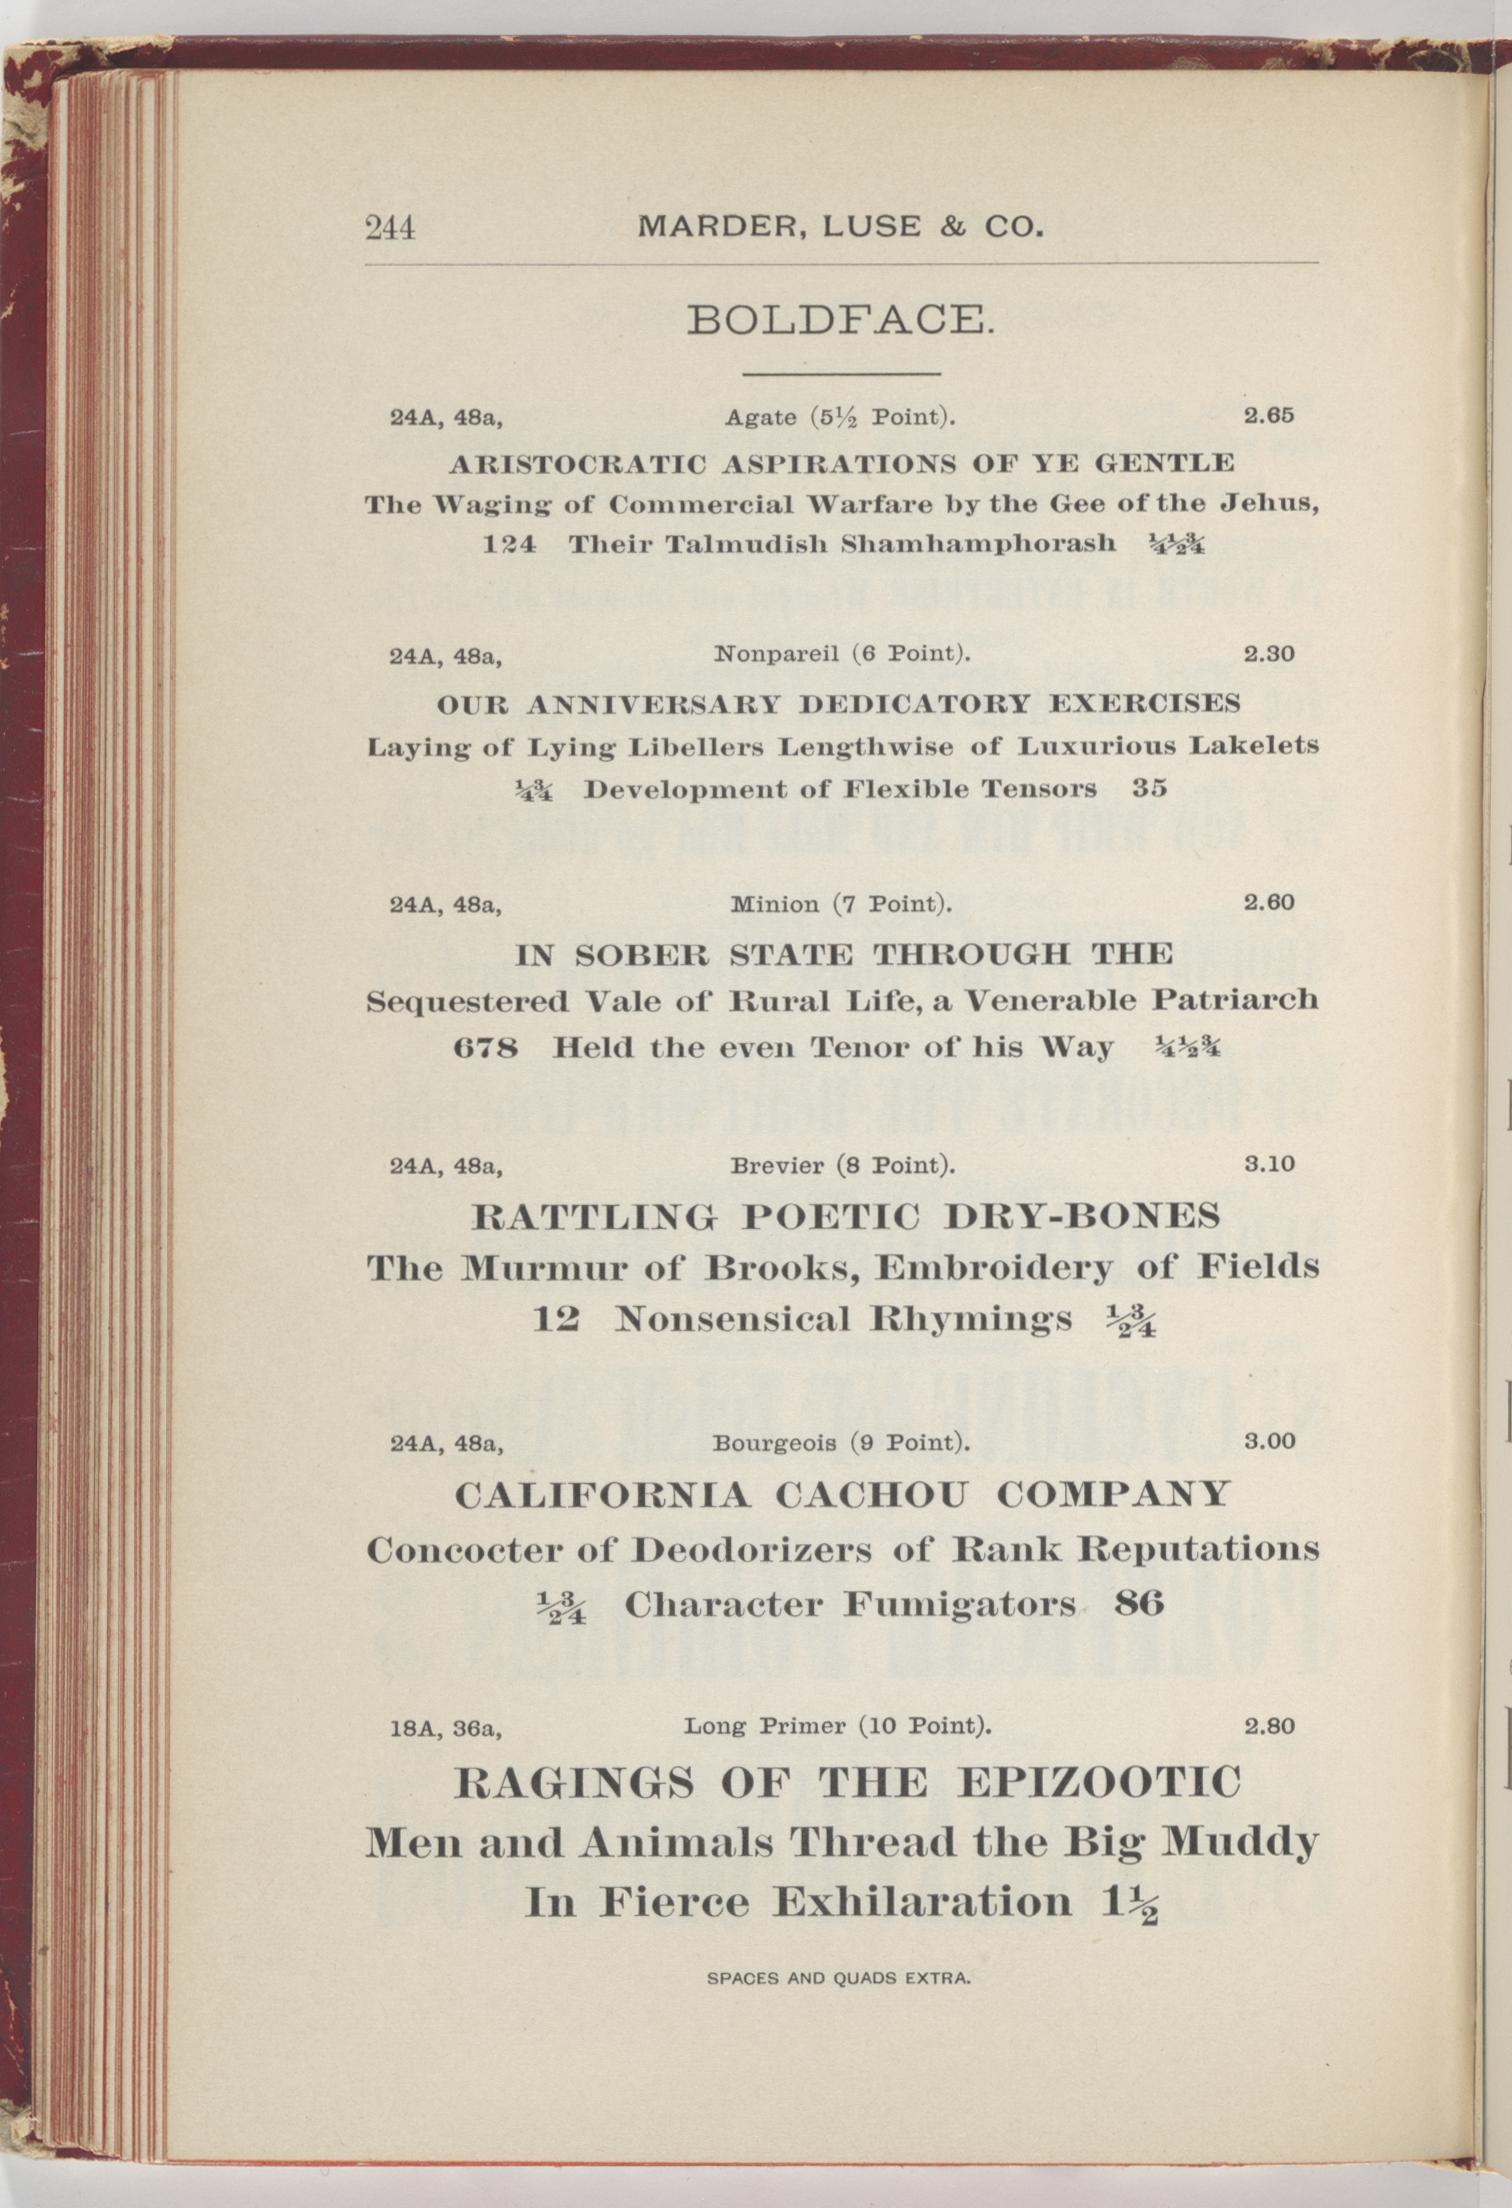 244 MARDER, LUSE & CO.
BOLDFACE.
24A, 48a, Agate (5½ Point). 2.65
ARISTOCRATIC ASPIRATIONS OF YE GENTLE
The Waging of Commercial Warfare by the Gee of the Jehus,
124 Their Talmudish Shamhamphorash ¼½¾
24A, 48a, Nonpareil (6 Point). 2.30
OUR ANNIVERSARY DEDICATORY EXERCISES
Laying of Lying Libellers Lengthwise of Luxurious Lakelets
¼¾ Development of Flexible Tensors 35
24A, 48a, Minion (7 Point). 2.60
IN SOBER STATE THROUGH THE
Sequestered Vale of Rural Life, a Venerable Patriarch
678 Held the even Tenor of his Way ¼½¾
24A, 48a, Brevier (8 Point). 3.10
RATTLING POETIC DRY-BONES
The Murmur of Brooks, Embroidery of Fields
12 Nonsensical Rhymings ½¾
24A, 48a, Bourgeois (9 Point). 3.00
CALIFORNIA CACHOU COMPANY
Concocter of Deodorizers of Rank Reputations
½¾ Character Fumigators 86
18A, 36a, Long Primer (10 Point). 2.80
RAGINGS OF THE EPIZOOTIC
Men and Animals Thread the Big Muddy
In Fierce Exhilaration 1½
SPACES AND QUADS EXTRA.